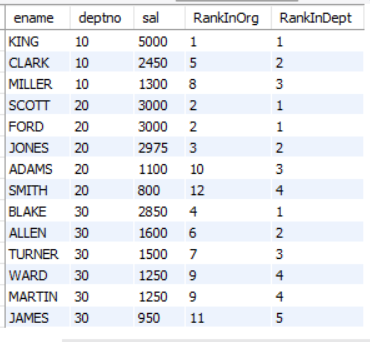 ename deptno sal RankInOrg RankInDept
KING 10 5000 1 1
CLARK 10 2450 5 2
MILLER 10 1300 8 3
SCOTT 20 3000 2 1
FORD 20 3000 2 1
JONES 20 2975 3 2
ADAMS 20 1100 10 3
SMITH 20 800 12 4
BLAKE 30 2850 4 1
ALLEN 30 1600 6 2
TURNER 30 1500 7 3
WARD 30 1250 9 4
MARTIN 30 1250 9 4
JAMES 30 950 11 5